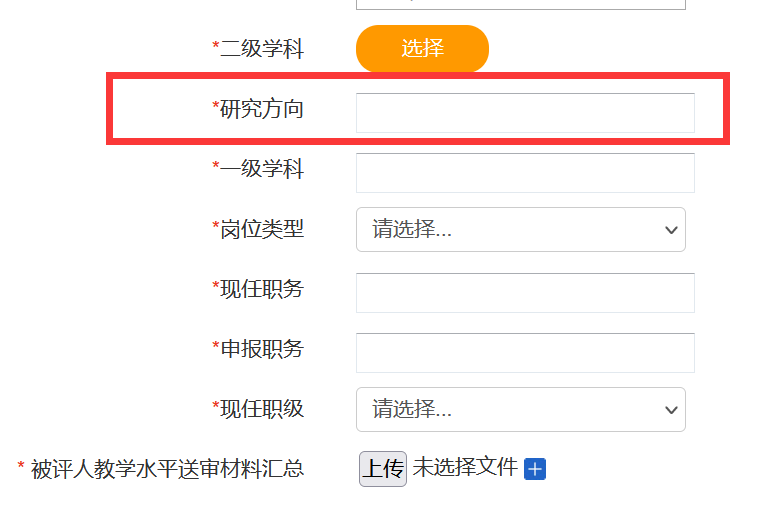 *二级学科 选择
*研究方向
*一级学科
*岗位类型 请选择...
*现任职务
*申报职务
*现任职级 请选择...
* 被评人教学水平送审材料汇总 上传 未选择文件 +